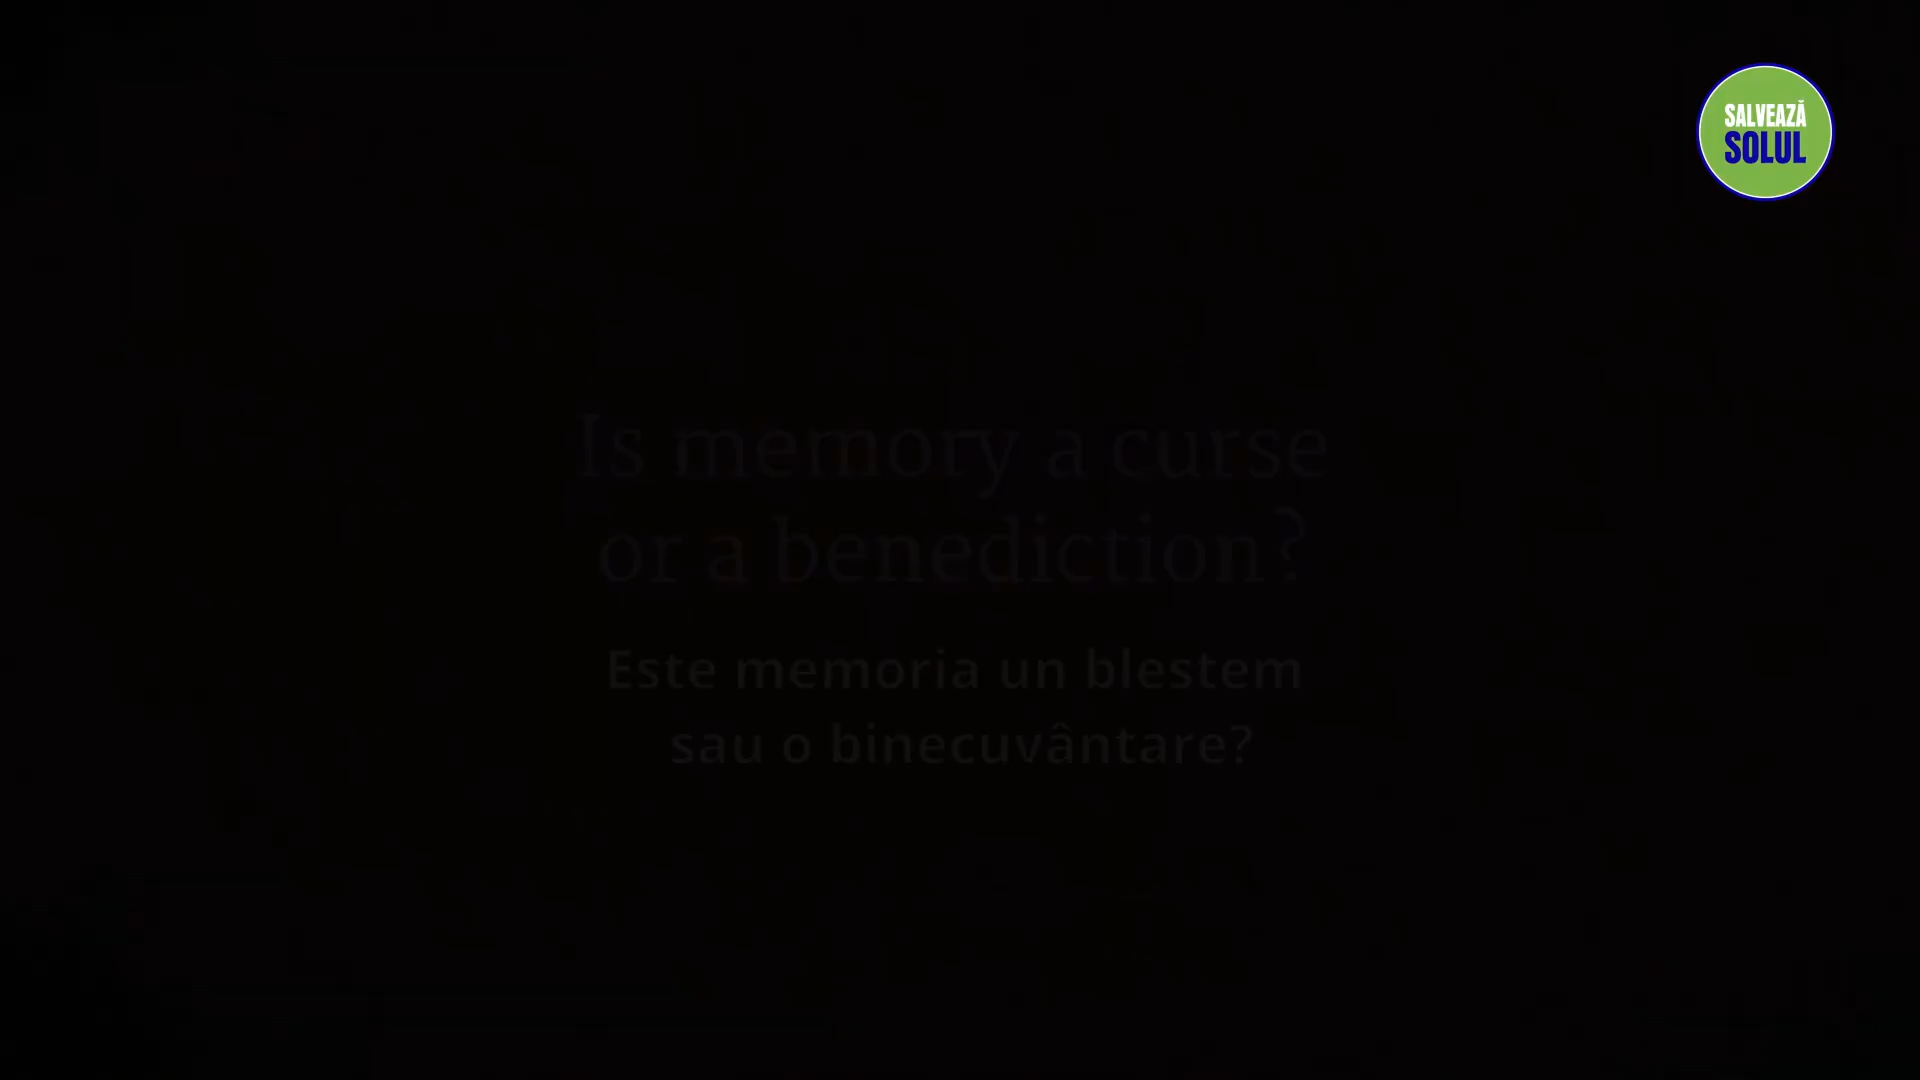 SALVEAZĂ
SOLUL
Is memory a curse
or a benediction?
Este memoria un blestem
sau o binecuvântare?